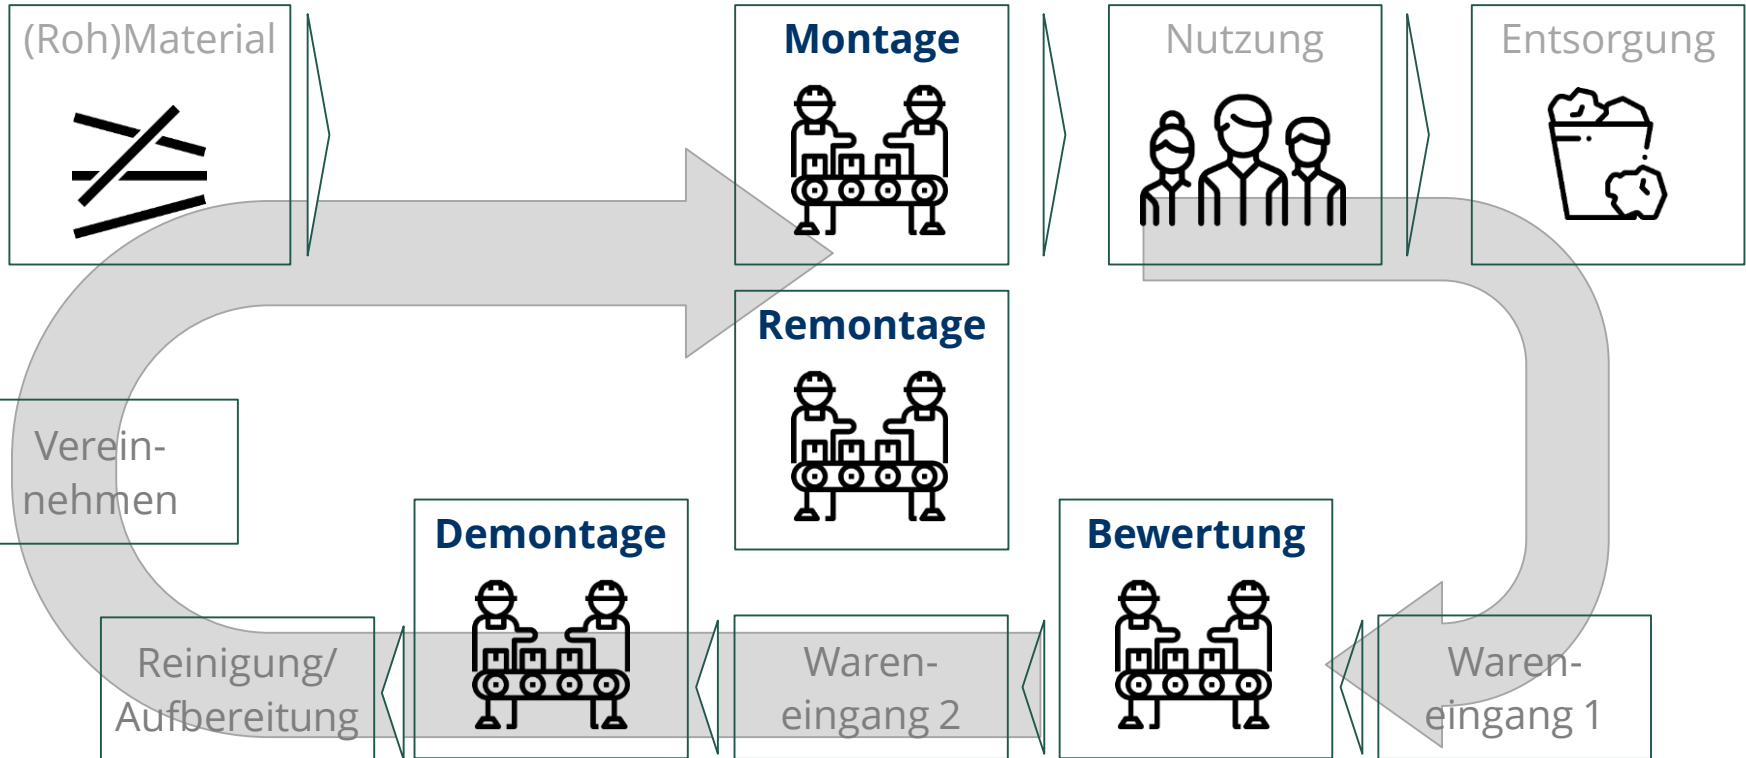 (Roh)Material
Montage
Nutzung
Entsorgung
Remontage
Verein-
nehmen
Demontage
Bewertung
Reinigung/
Aufbereitung
Waren-
eingang 2
Waren-
eingang 1